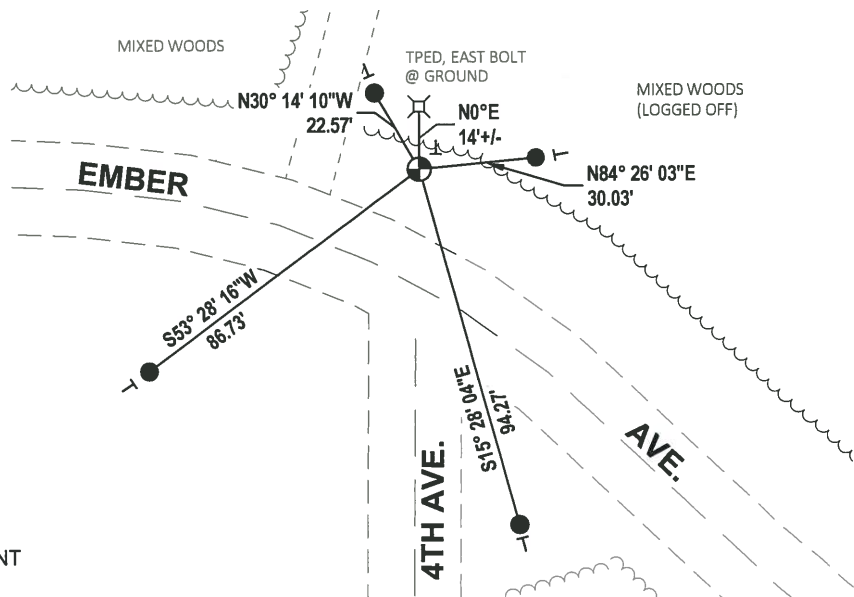 MIXED WOODS
TPED, EAST BOLT
@ GROUND
MIXED WOODS
(LOGGED OFF)
N30° 14' 10"W
22.57'
N0°E
14'+/-
N84° 26' 03"E
30.03'
EMBER
S53° 28' 16"W
86.73'
S15° 28' 04"E
94.27'
AVE.
4TH AVE.
NT